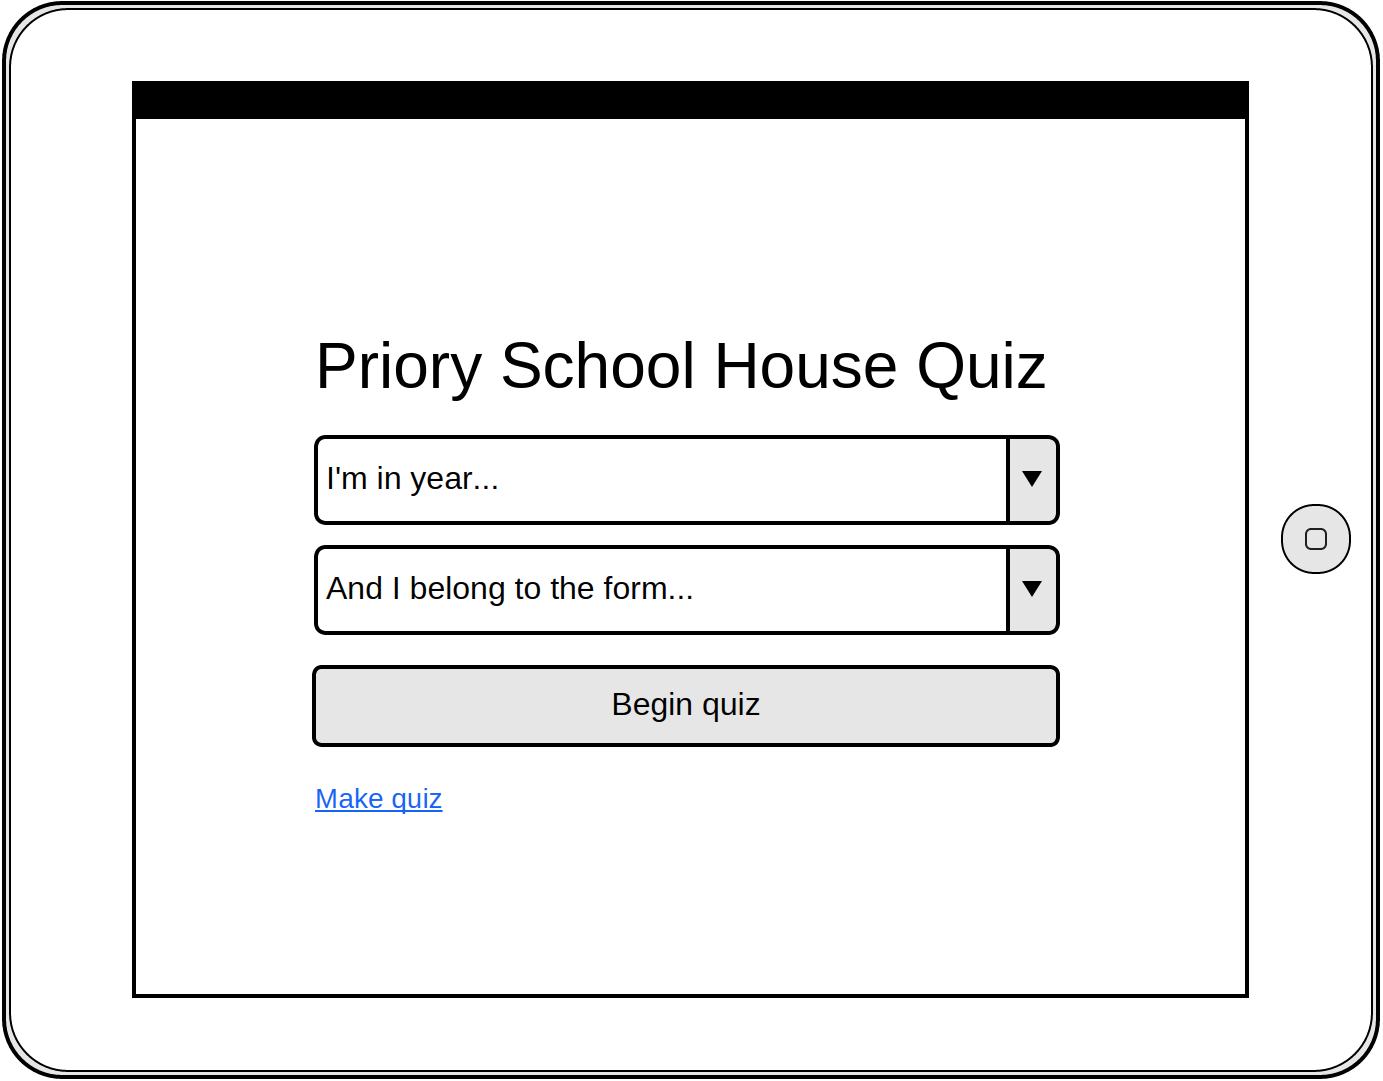 Priory School House Quiz
I'm in year...
And I belong to the form...
Begin quiz
Make quiz